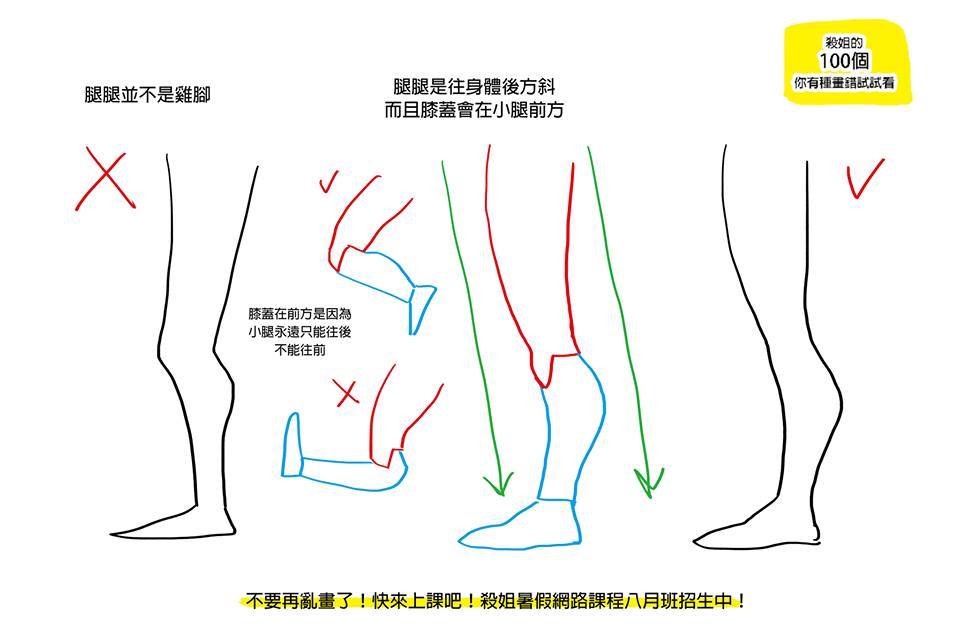 殺姐的
100個
你有種畫錯試試看
腿腿並不是雞腳
腿腿是往身體後方斜
而且膝蓋會在小腿前方
膝蓋在前方是因為
小腿永遠只能往後
不能往前
不要再亂畫了！快來上課吧！殺姐暑假網路課程八月班招生中！